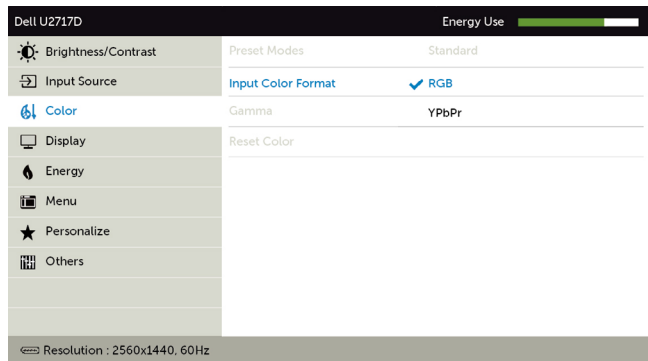 Dell U2717D
Energy Use
Brightness/Contrast
Preset Modes
Standard
Input Source
Input Color Format
RGB
Color
Gamma
YPbPr
Display
Reset Color
Energy
Menu
Personalize
Others
Resolution : 2560x1440, 60Hz